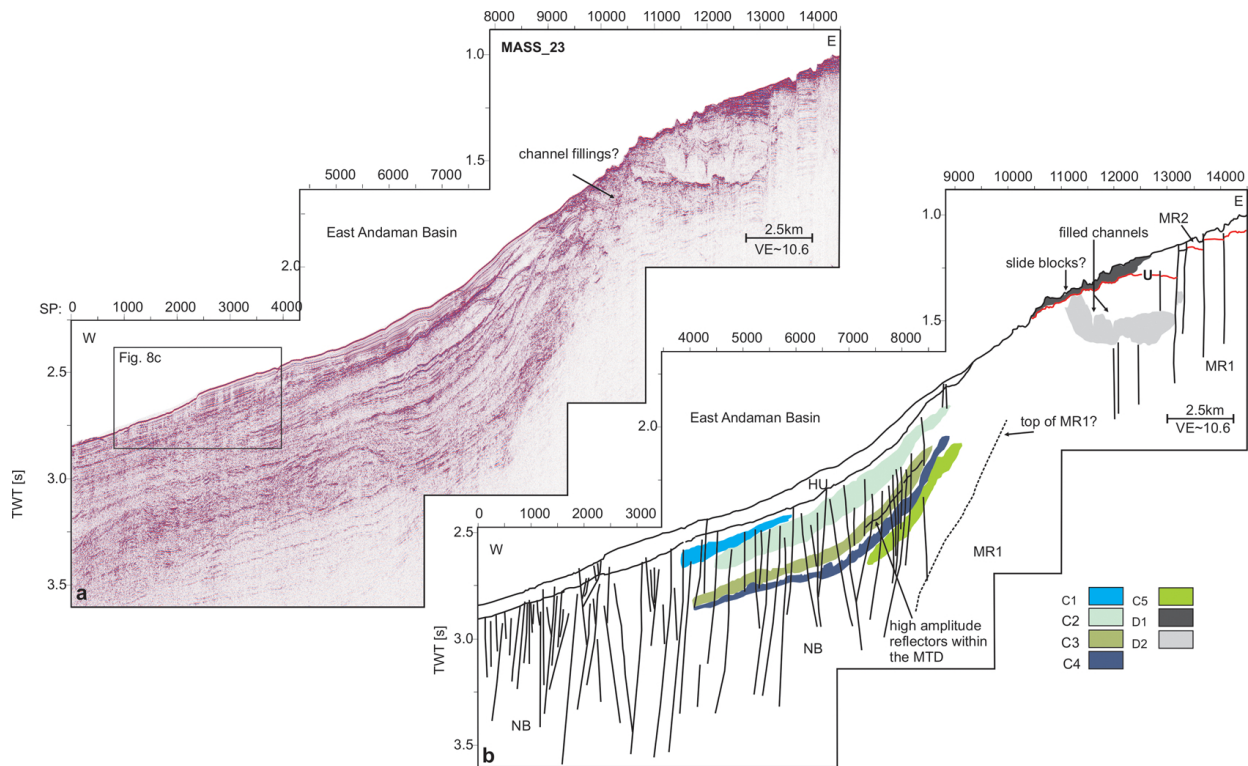 8000 9000 10000 11000 12000 13000 14000
MASS_23
E
1.0
1.5
channel fillings?
2.5km
VE~10.6
5000 6000 7000
East Andaman Basin
2.0
SP: 0 1000 2000 3000 4000
W
Fig. 8c
2.5
3.0
3.5
TWT [s]
a
9000 10000 11000 12000 13000 14000
E
1.0
MR2
filled channels
slide blocks?
U
1.5
MR1
2.5km
VE~10.6
4000 5000 6000 7000 8000
East Andaman Basin
2.0
top of MR1?
HU
0 1000 2000 3000
W
2.5
MR1
3.0
TWT [s]
high amplitude
reflectors within
the MTD
NB
NB
3.5
b
C1 C5
C2 D1
C3 D2
C4